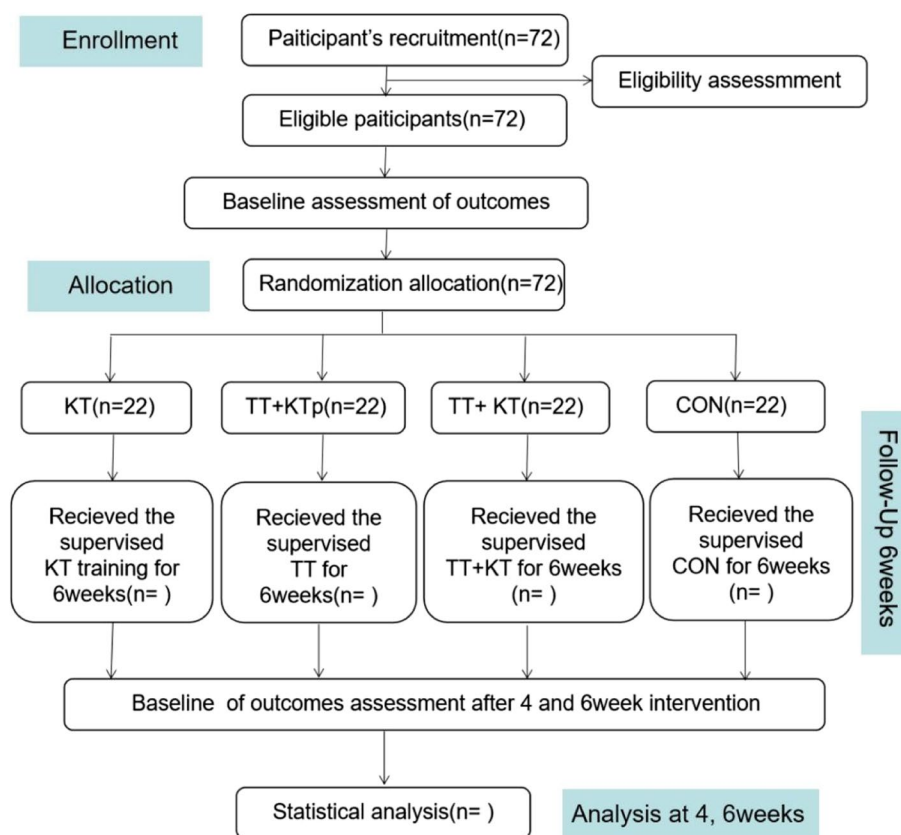 Enrollment
Paiticipant’s recruitment(n=72)
Eligibility assessmment
Eligible paiticipants(n=72)
Baseline assessment of outcomes
Allocation
Randomization allocation(n=72)
KT(n=22)
TT+KTp(n=22)
TT+ KT(n=22)
CON(n=22)
Recieved the
supervised
KT training for
6weeks(n= )
Recieved the
supervised
TT for
6weeks(n= )
Recieved the
supervised
TT+KT for 6weeks
(n= )
Recieved the
supervised
CON for 6weeks
(n= )
Follow-Up 6weeks
Baseline of outcomes assessment after 4 and 6week intervention
Statistical analysis(n= )
Analysis at 4, 6weeks